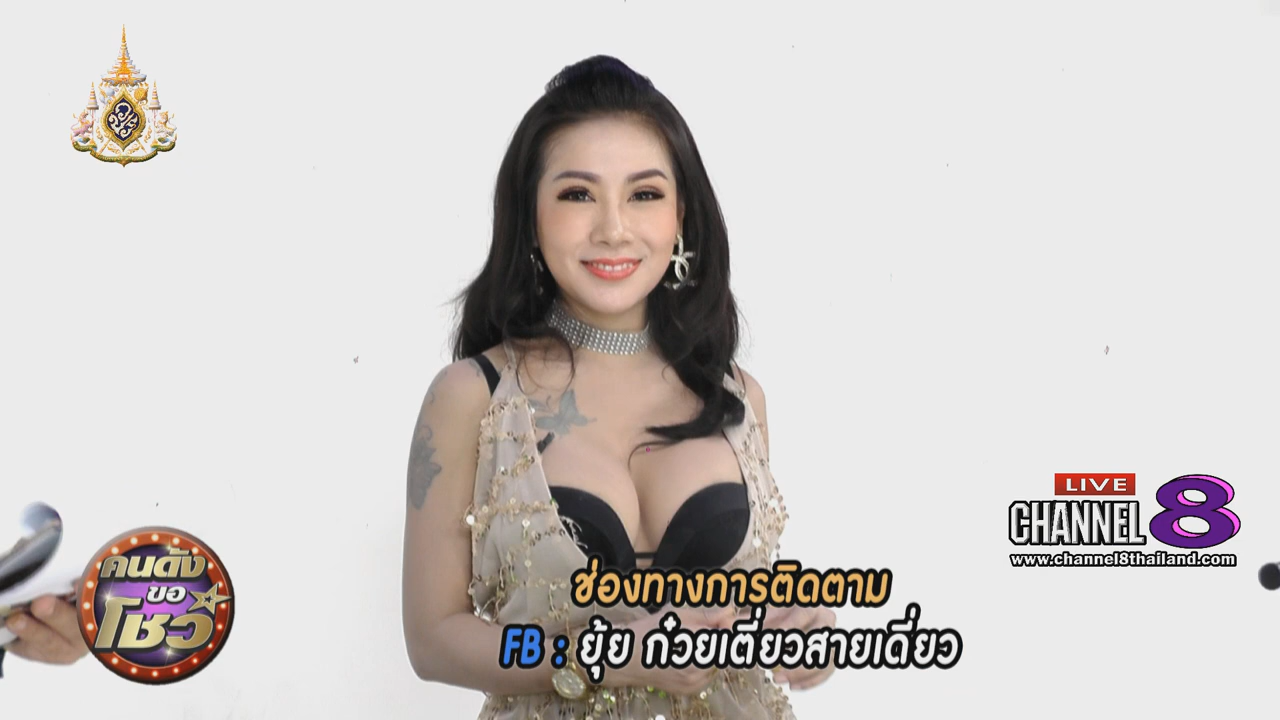 คนดัง
ขอ
โชว์
LIVE
CHANNEL 8
www.channel8thailand.com
ช่องทางการติดตาม
FB : ยุ้ย ก๋วยเตี่ยวสายเดี่ยว